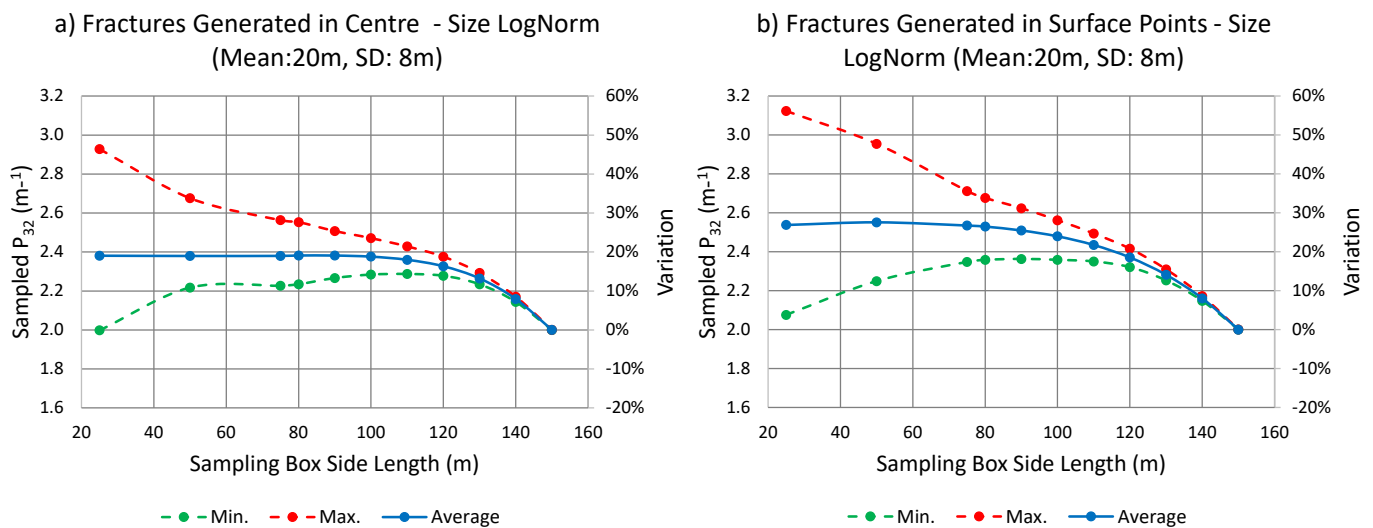 a) Fractures Generated in Centre - Size LogNorm
(Mean:20m, SD: 8m)
3.2
3.0
2.8
2.6
2.4
2.2
2.0
1.8
1.6
Sampled P32 (m-1)
60%
50%
40%
30%
20%
10%
0%
-10%
-20%
Variation
20 40 60 80 100 120 140 160
Sampling Box Side Length (m)
Min. Max. Average
b) Fractures Generated in Surface Points - Size
LogNorm (Mean:20m, SD: 8m)
3.2
3.0
2.8
2.6
2.4
2.2
2.0
1.8
1.6
Sampled P32 (m-1)
60%
50%
40%
30%
20%
10%
0%
-10%
-20%
Variation
20 40 60 80 100 120 140 160
Sampling Box Side Length (m)
Min. Max. Average